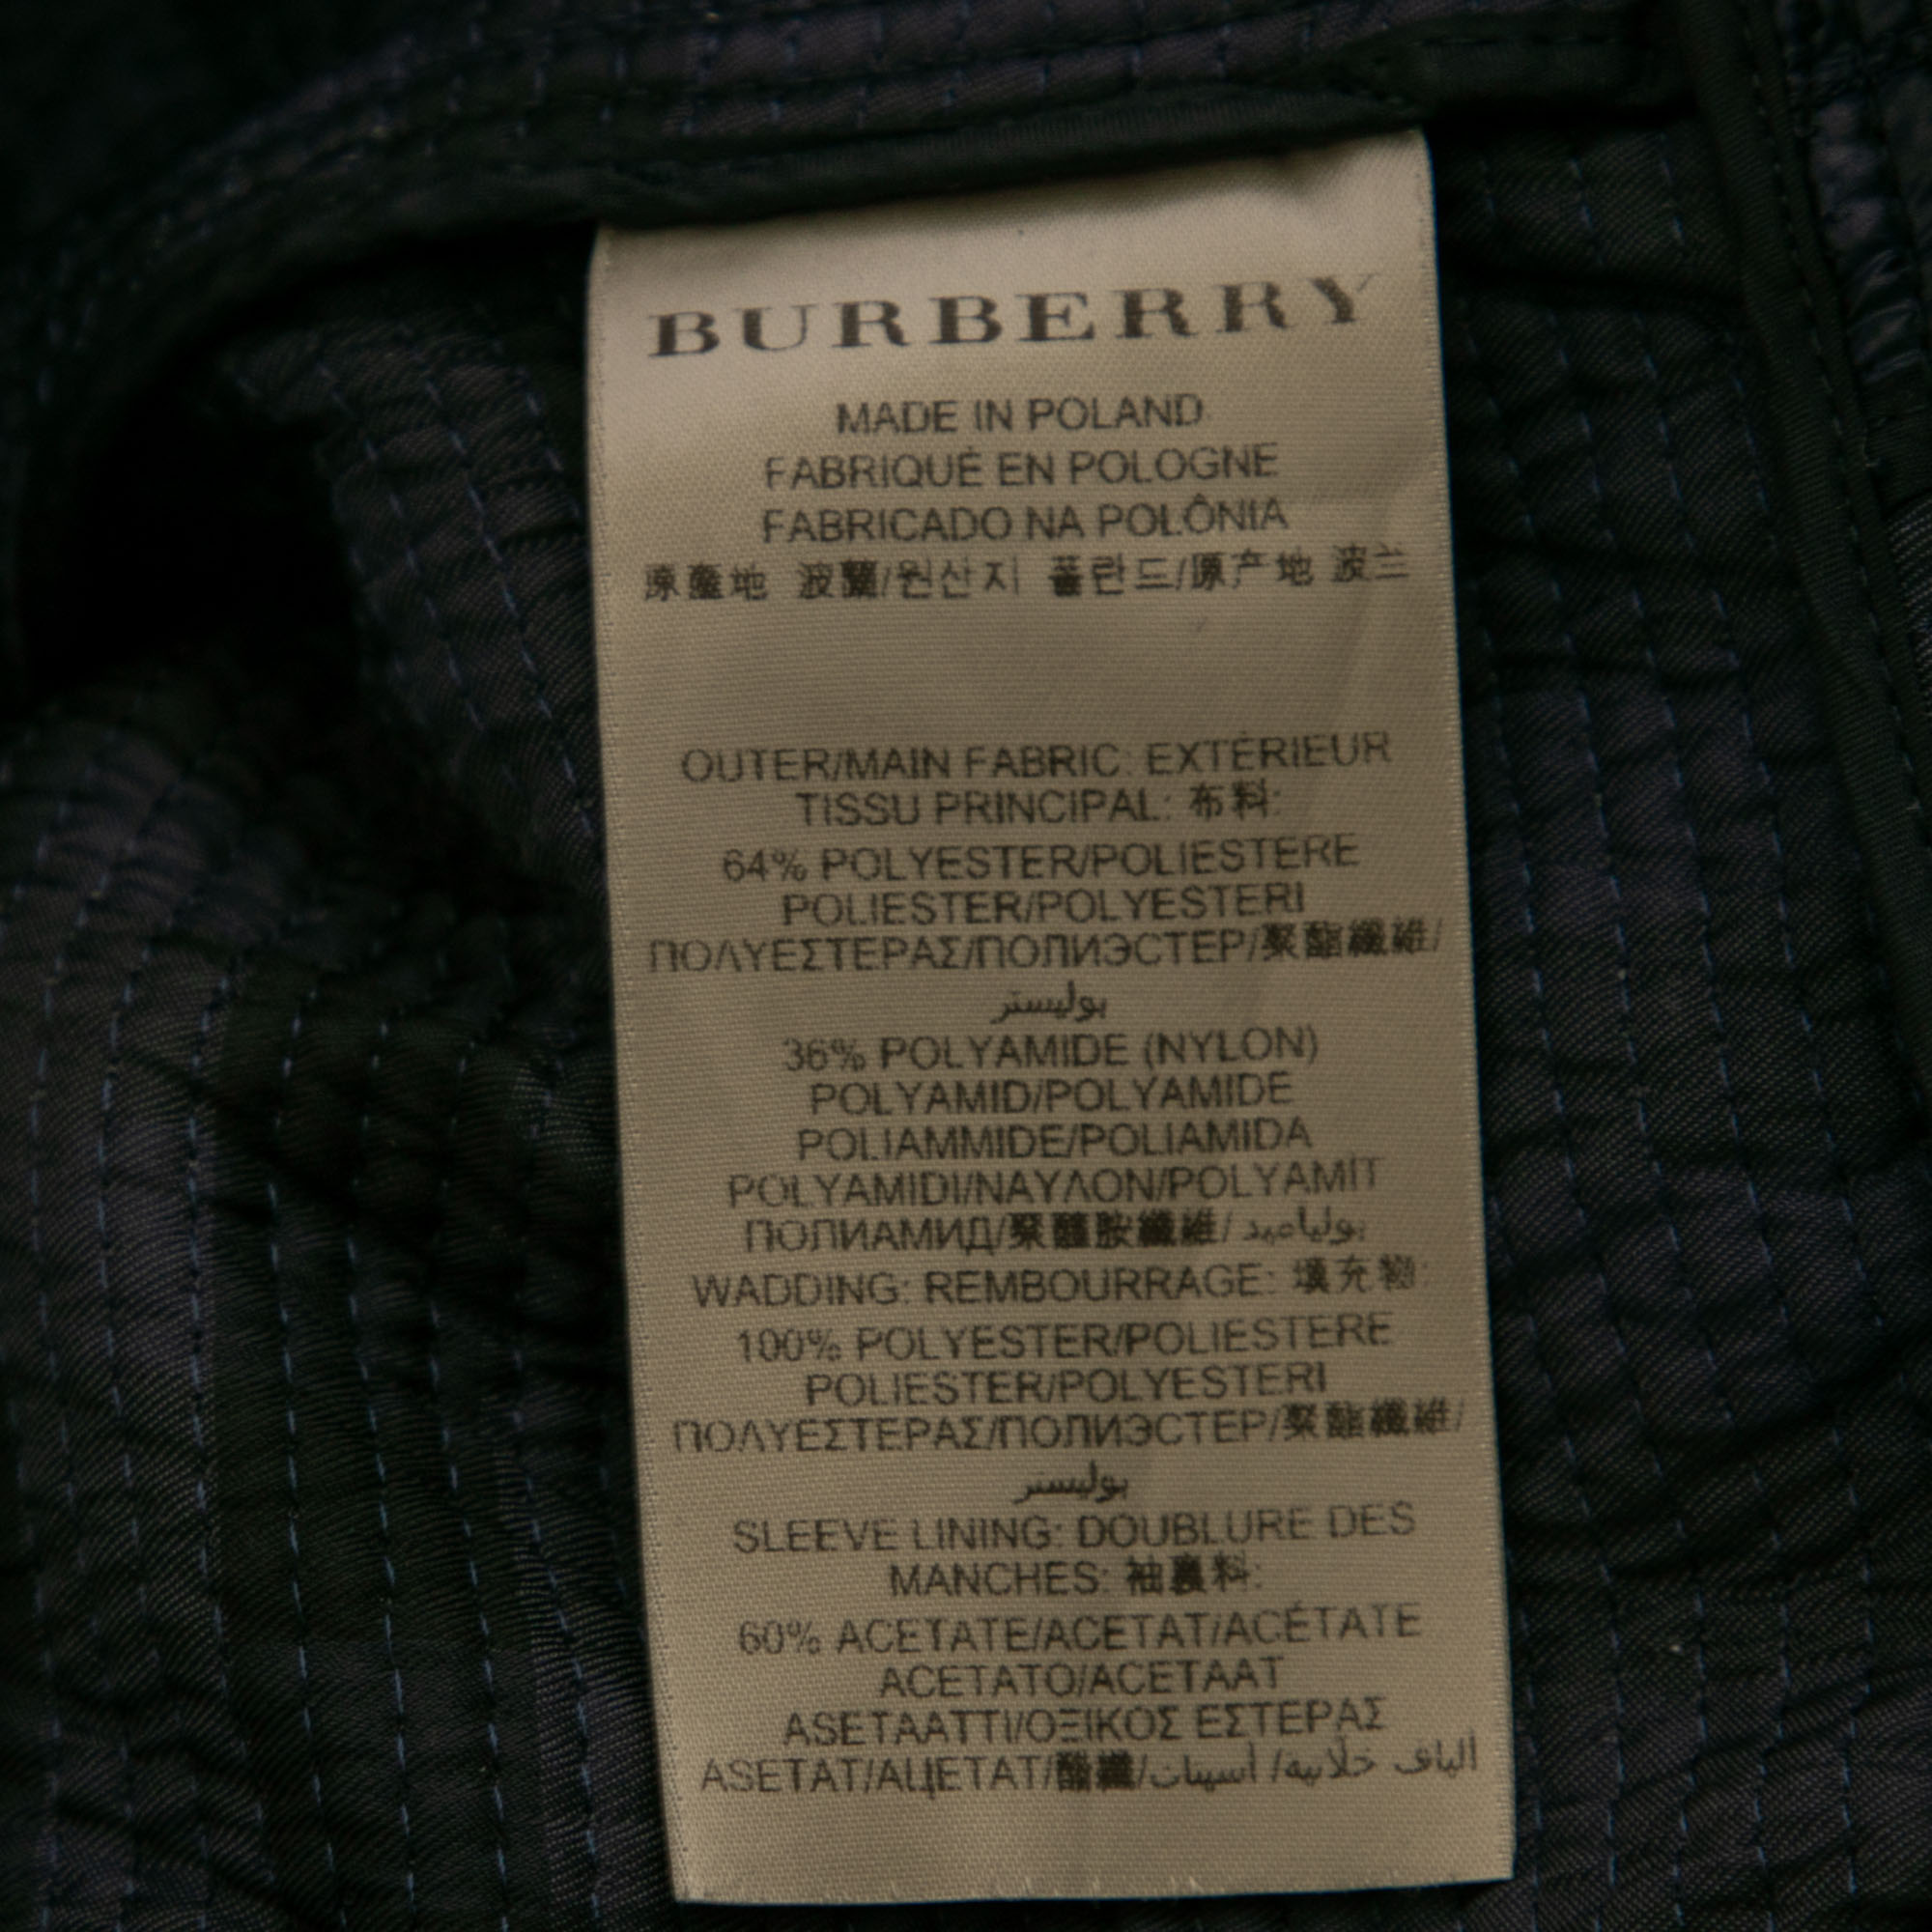 BURBERRY
MADE IN POLAND
FABRIQUÉ EN POLOGNE
FABRICADO NA POLÔNIA
原產地 波蘭/원산지 폴란드/原产地 波兰
OUTER/MAIN FABRIC: EXTÉRIEUR
TISSU PRINCIPAL: 布料:
64% POLYESTER/POLIESTERE
POLIESTER/POLYESTERI
ΠΟΛΥΕΣΤΕΡΑΣ/ПОЛИЭСТЕР/聚酯纖維/
بوليستر
36% POLYAMIDE (NYLON)
POLYAMID/POLYAMIDE
POLIAMMIDE/POLIAMIDA
POLYAMIDI/ΝΑΥΛΟΝ/POLYAMİT
ПОЛИАМИД/聚醯胺纖維/ بولياميد
WADDING: REMBOURRAGE: 填充物:
100% POLYESTER/POLIESTERE
POLIESTER/POLYESTERI
ΠΟΛΥΕΣΤΕΡΑΣ/ПОЛИЭСТЕР/聚酯纖維/
بوليستر
SLEEVE LINING: DOUBLURE DES
MANCHES: 袖裏料:
60% ACETATE/ACETAT/ACÉTATE
ACETATO/ACETAAT
ASETAATTI/ΟΞΙΚΟΣ ΕΣΤΕΡΑΣ
ASETAT/АЦЕТАТ/酯纖/ألياف خلابية/ أسيتات